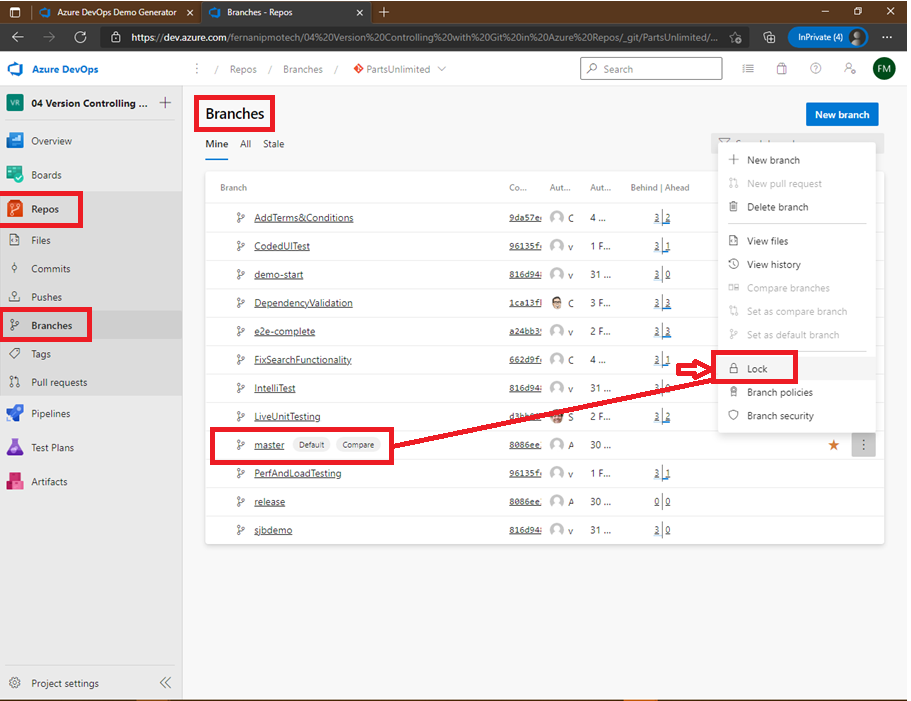 Azure DevOps Demo Generator
Branches - Repos
https://dev.azure.com/fernanipmotech/04%20Version%20Controlling%20with%20Git%20in%20Azure%20Repos/_git/PartsUnlimited/...
InPrivate (4)
Azure DevOps
/ Repos / Branches / PartsUnlimited
Search
FM
VR
04 Version Controlling ...
Overview
Boards
Repos
Files
Commits
Pushes
Branches
Tags
Pull requests
Pipelines
Test Plans
Artifacts
Project settings
Branches
New branch
Mine All Stale
Branch Co... Aut... Aut... Behind | Ahead
AddTerms&Conditions C 4 ... 3 2
CodedUITest 96135f v 1 F... 3 1
demo-start 816d94 v 31 ... 3 0
DependencyValidation 1ca13f C 3 F... 3 3
e2e-complete a24bb3 v 2 F... 3 3
FixSearchFunctionality 662d9f C 4 ... 3 1
IntelliTest 816d94 v 31 ... 3 0
LiveUnitTesting S 2 F... 3 2
master Default Compare 8086ee A 30 ...
PerfAndLoadTesting 96135f v 1 F... 3 1
release 8086ee A 30 ... 0 0
sjbdemo 816d94 v 31 ... 3 0
New branch
New pull request
Delete branch
View files
View history
Compare branches
Set as compare branch
Set as default branch
Lock
Branch policies
Branch security